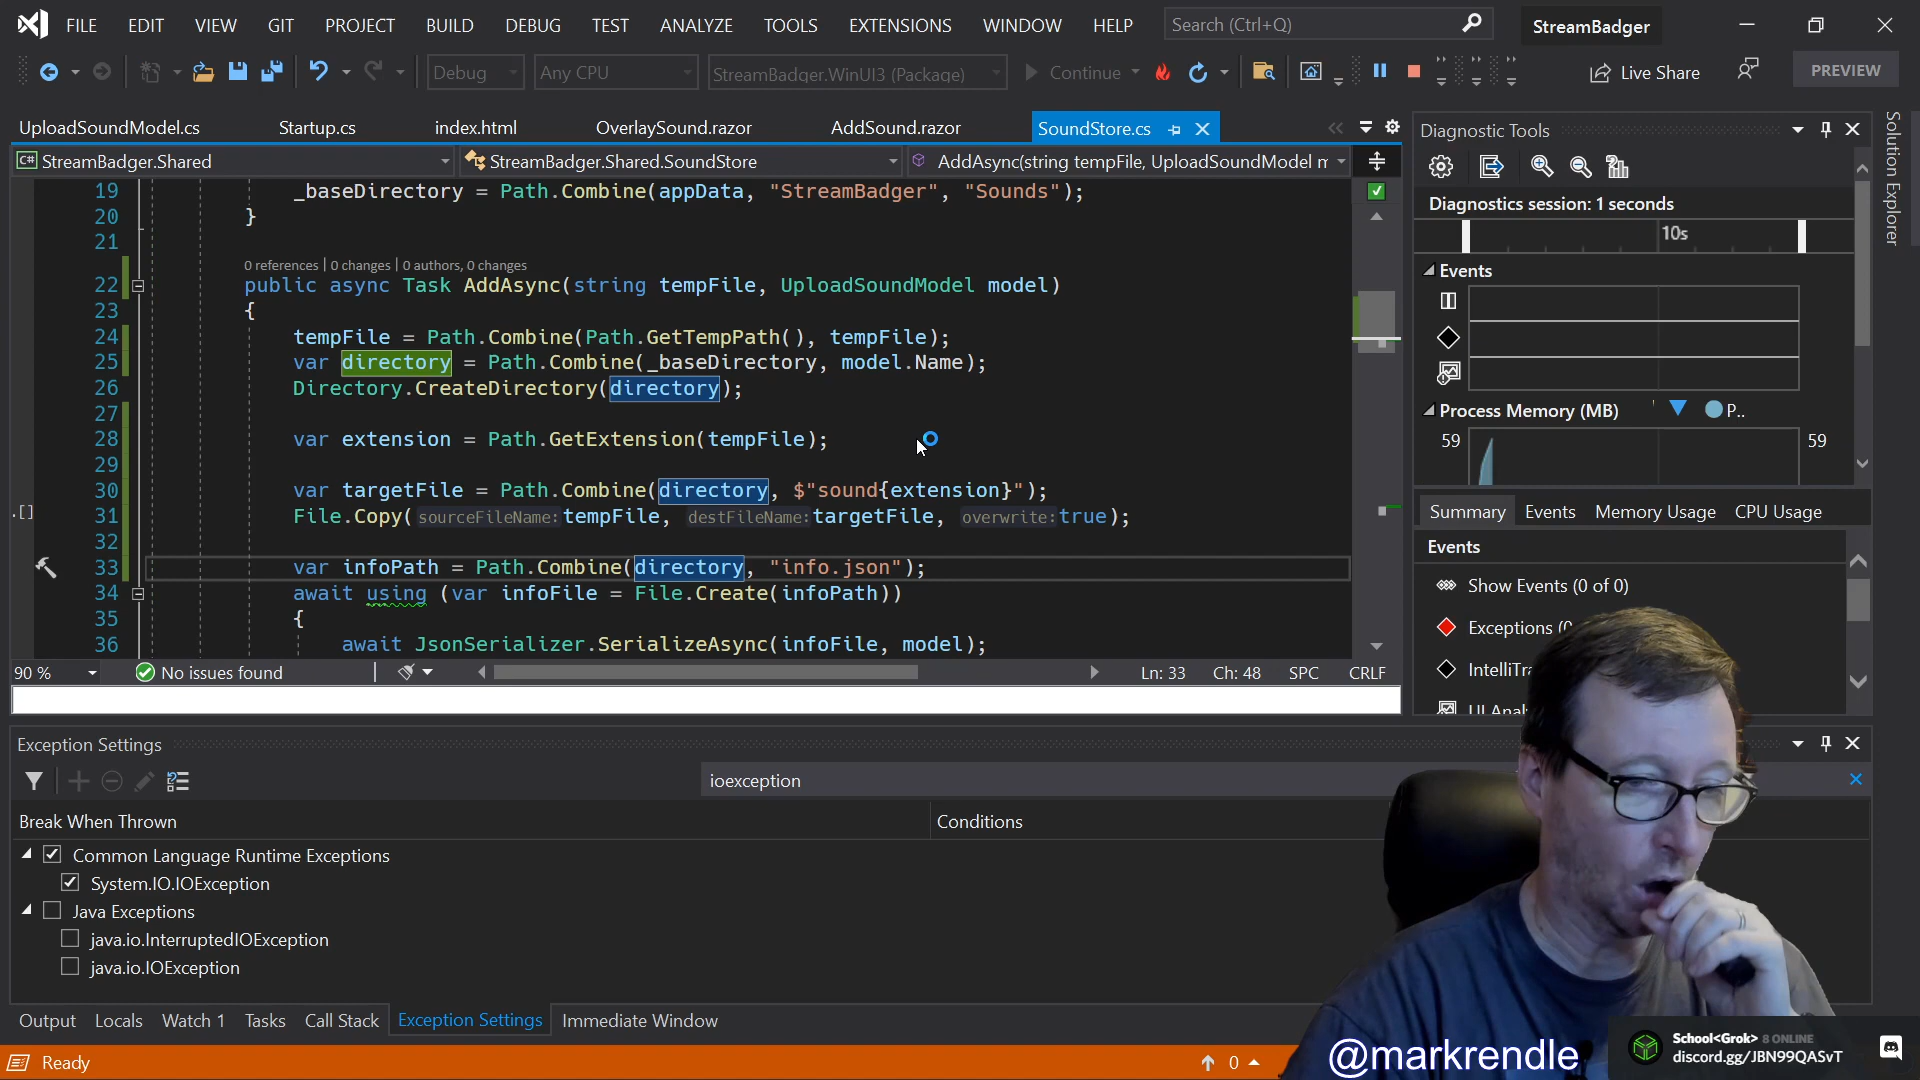 FILE EDIT VIEW GIT PROJECT BUILD DEBUG TEST ANALYZE TOOLS EXTENSIONS WINDOW HELP Search (Ctrl+Q) StreamBadger
Debug Any CPU StreamBadger.WinUI3 (Package) Continue Live Share PREVIEW
UploadSoundModel.cs Startup.cs index.html OverlaySound.razor AddSound.razor SoundStore.cs
C# StreamBadger.Shared StreamBadger.Shared.SoundStore AddAsync(string tempFile, UploadSoundModel m
19 _baseDirectory = Path.Combine(appData, "StreamBadger", "Sounds");
20 }
21
0 references | 0 changes | 0 authors, 0 changes
22 public async Task AddAsync(string tempFile, UploadSoundModel model)
23 {
24 tempFile = Path.Combine(Path.GetTempPath(), tempFile);
25 var directory = Path.Combine(_baseDirectory, model.Name);
26 Directory.CreateDirectory(directory);
27
28 var extension = Path.GetExtension(tempFile);
29
30 var targetFile = Path.Combine(directory, $"sound{extension}");
31 File.Copy(sourceFileName:tempFile, destFileName:targetFile, overwrite:true);
32
33 var infoPath = Path.Combine(directory, "info.json");
34 await using (var infoFile = File.Create(infoPath))
35 {
36 await JsonSerializer.SerializeAsync(infoFile, model);
90 % No issues found Ln: 33 Ch: 48 SPC CRLF
Diagnostic Tools
Diagnostics session: 1 seconds
10s
Events
Process Memory (MB) P..
59 59
Summary Events Memory Usage CPU Usage
Events
Show Events (0 of 0)
Exceptions (0
IntelliTra
UI Anal
Solution Explorer
Exception Settings
ioexception
Break When Thrown Conditions
Common Language Runtime Exceptions
System.IO.IOException
Java Exceptions
java.io.InterruptedIOException
java.io.IOException
Output Locals Watch 1 Tasks Call Stack Exception Settings Immediate Window
Ready 0
@markrendle
School<Grok> 8 ONLINE
discord.gg/JBN99QASvT